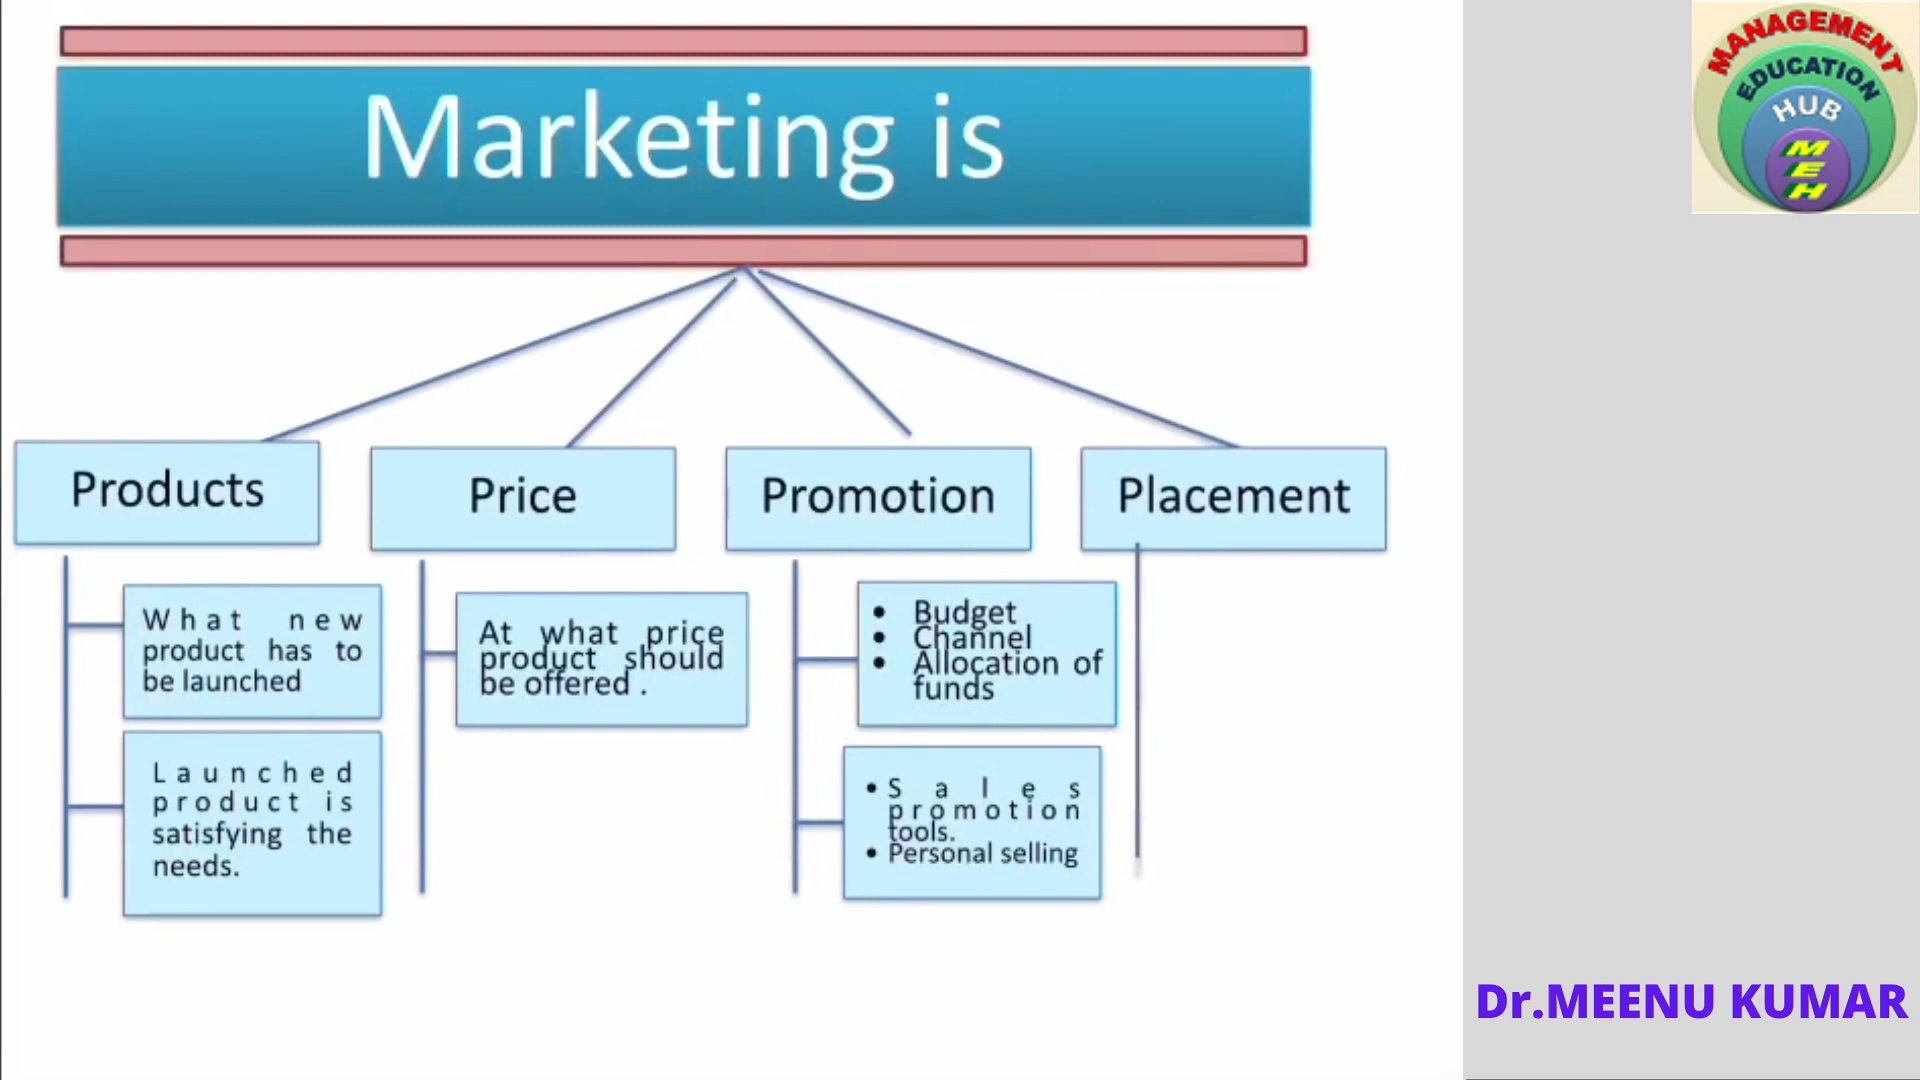 Marketing is
MANAGEMENT
EDUCATION
HUB
MEH
Products
Price
Promotion
Placement
What new
product has to
be launched
Launched
product is
satisfying the
needs.
At what price
product should
be offered .
• Budget
• Channel
• Allocation of
funds
• Sales
promotion
tools.
• Personal selling
Dr.MEENU KUMAR